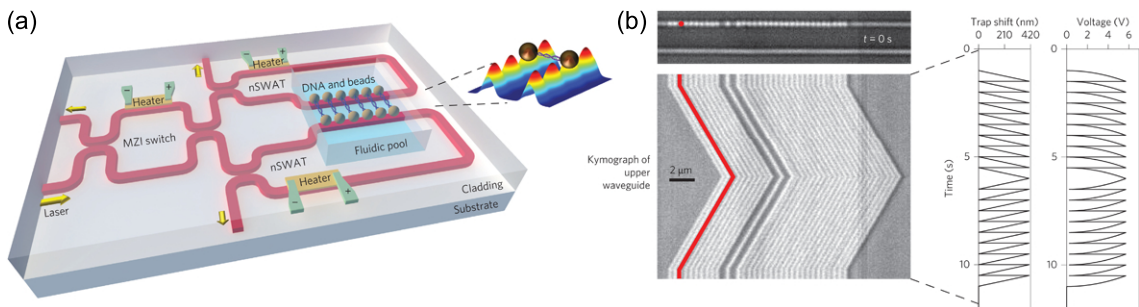 (a)
Heater
nSWAT
DNA and beads
Heater
MZI switch
nSWAT
Fluidic pool
Heater
Laser
Cladding
Substrate
(b)
t = 0 s
Kymograph of
upper
waveguide
2 μm
Trap shift (nm)
0 210 420
0
5
10
Time (s)
Voltage (V)
0 2 4 6
0
5
10